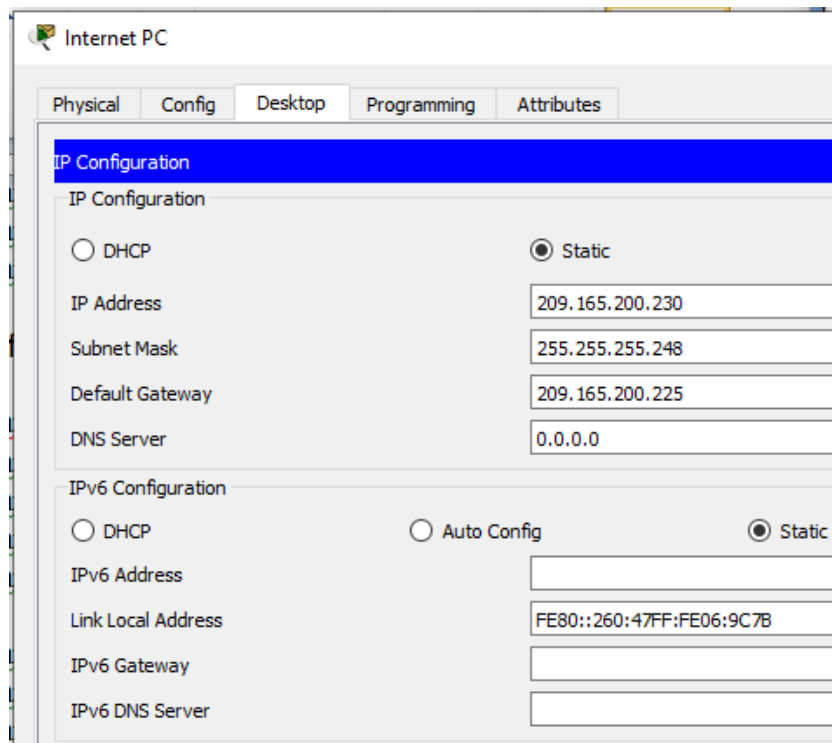 Internet PC
Physical Config Desktop Programming Attributes
IP Configuration
IP Configuration
DHCP Static
IP Address 209.165.200.230
Subnet Mask 255.255.255.248
Default Gateway 209.165.200.225
DNS Server 0.0.0.0
IPv6 Configuration
DHCP Auto Config Static
IPv6 Address
Link Local Address FE80::260:47FF:FE06:9C7B
IPv6 Gateway
IPv6 DNS Server